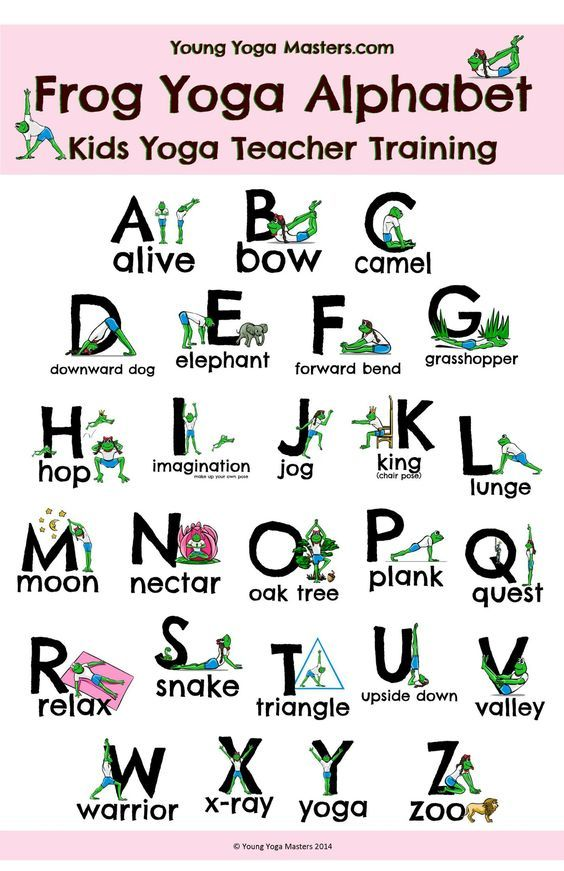 Young Yoga Masters.com
Frog Yoga Alphabet
Kids Yoga Teacher Training
A B C
alive bow camel
D E F G
downward dog elephant forward bend grasshopper
H I J K L
hop imagination jog king lunge
make up your own pose (chair pose)
M N O P Q
moon nectar oak tree plank quest
R S T U V
relax snake triangle upside down valley
W X Y Z
warrior x-ray yoga zoo
© Young Yoga Masters 2014